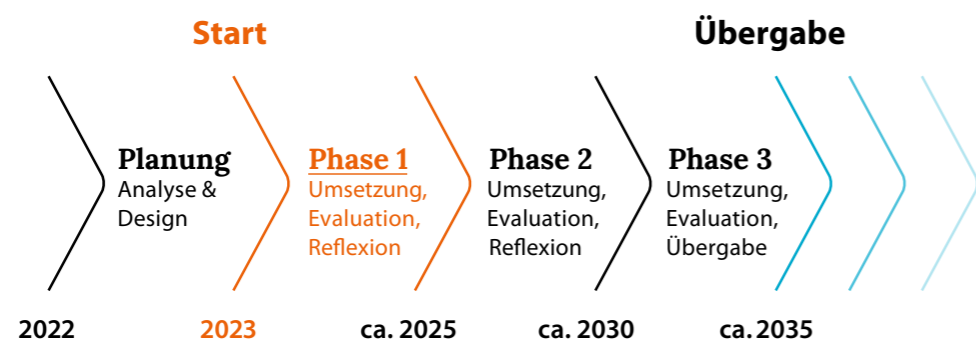 Start
Übergabe
Planung
Analyse &
Design
Phase 1
Umsetzung,
Evaluation,
Reflexion
Phase 2
Umsetzung,
Evaluation,
Reflexion
Phase 3
Umsetzung,
Evaluation,
Übergabe
2022
2023
ca. 2025
ca. 2030
ca. 2035